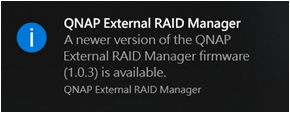 QNAP External RAID Manager
A newer version of the QNAP
External RAID Manager firmware
(1.0.3) is available.
QNAP External RAID Manager